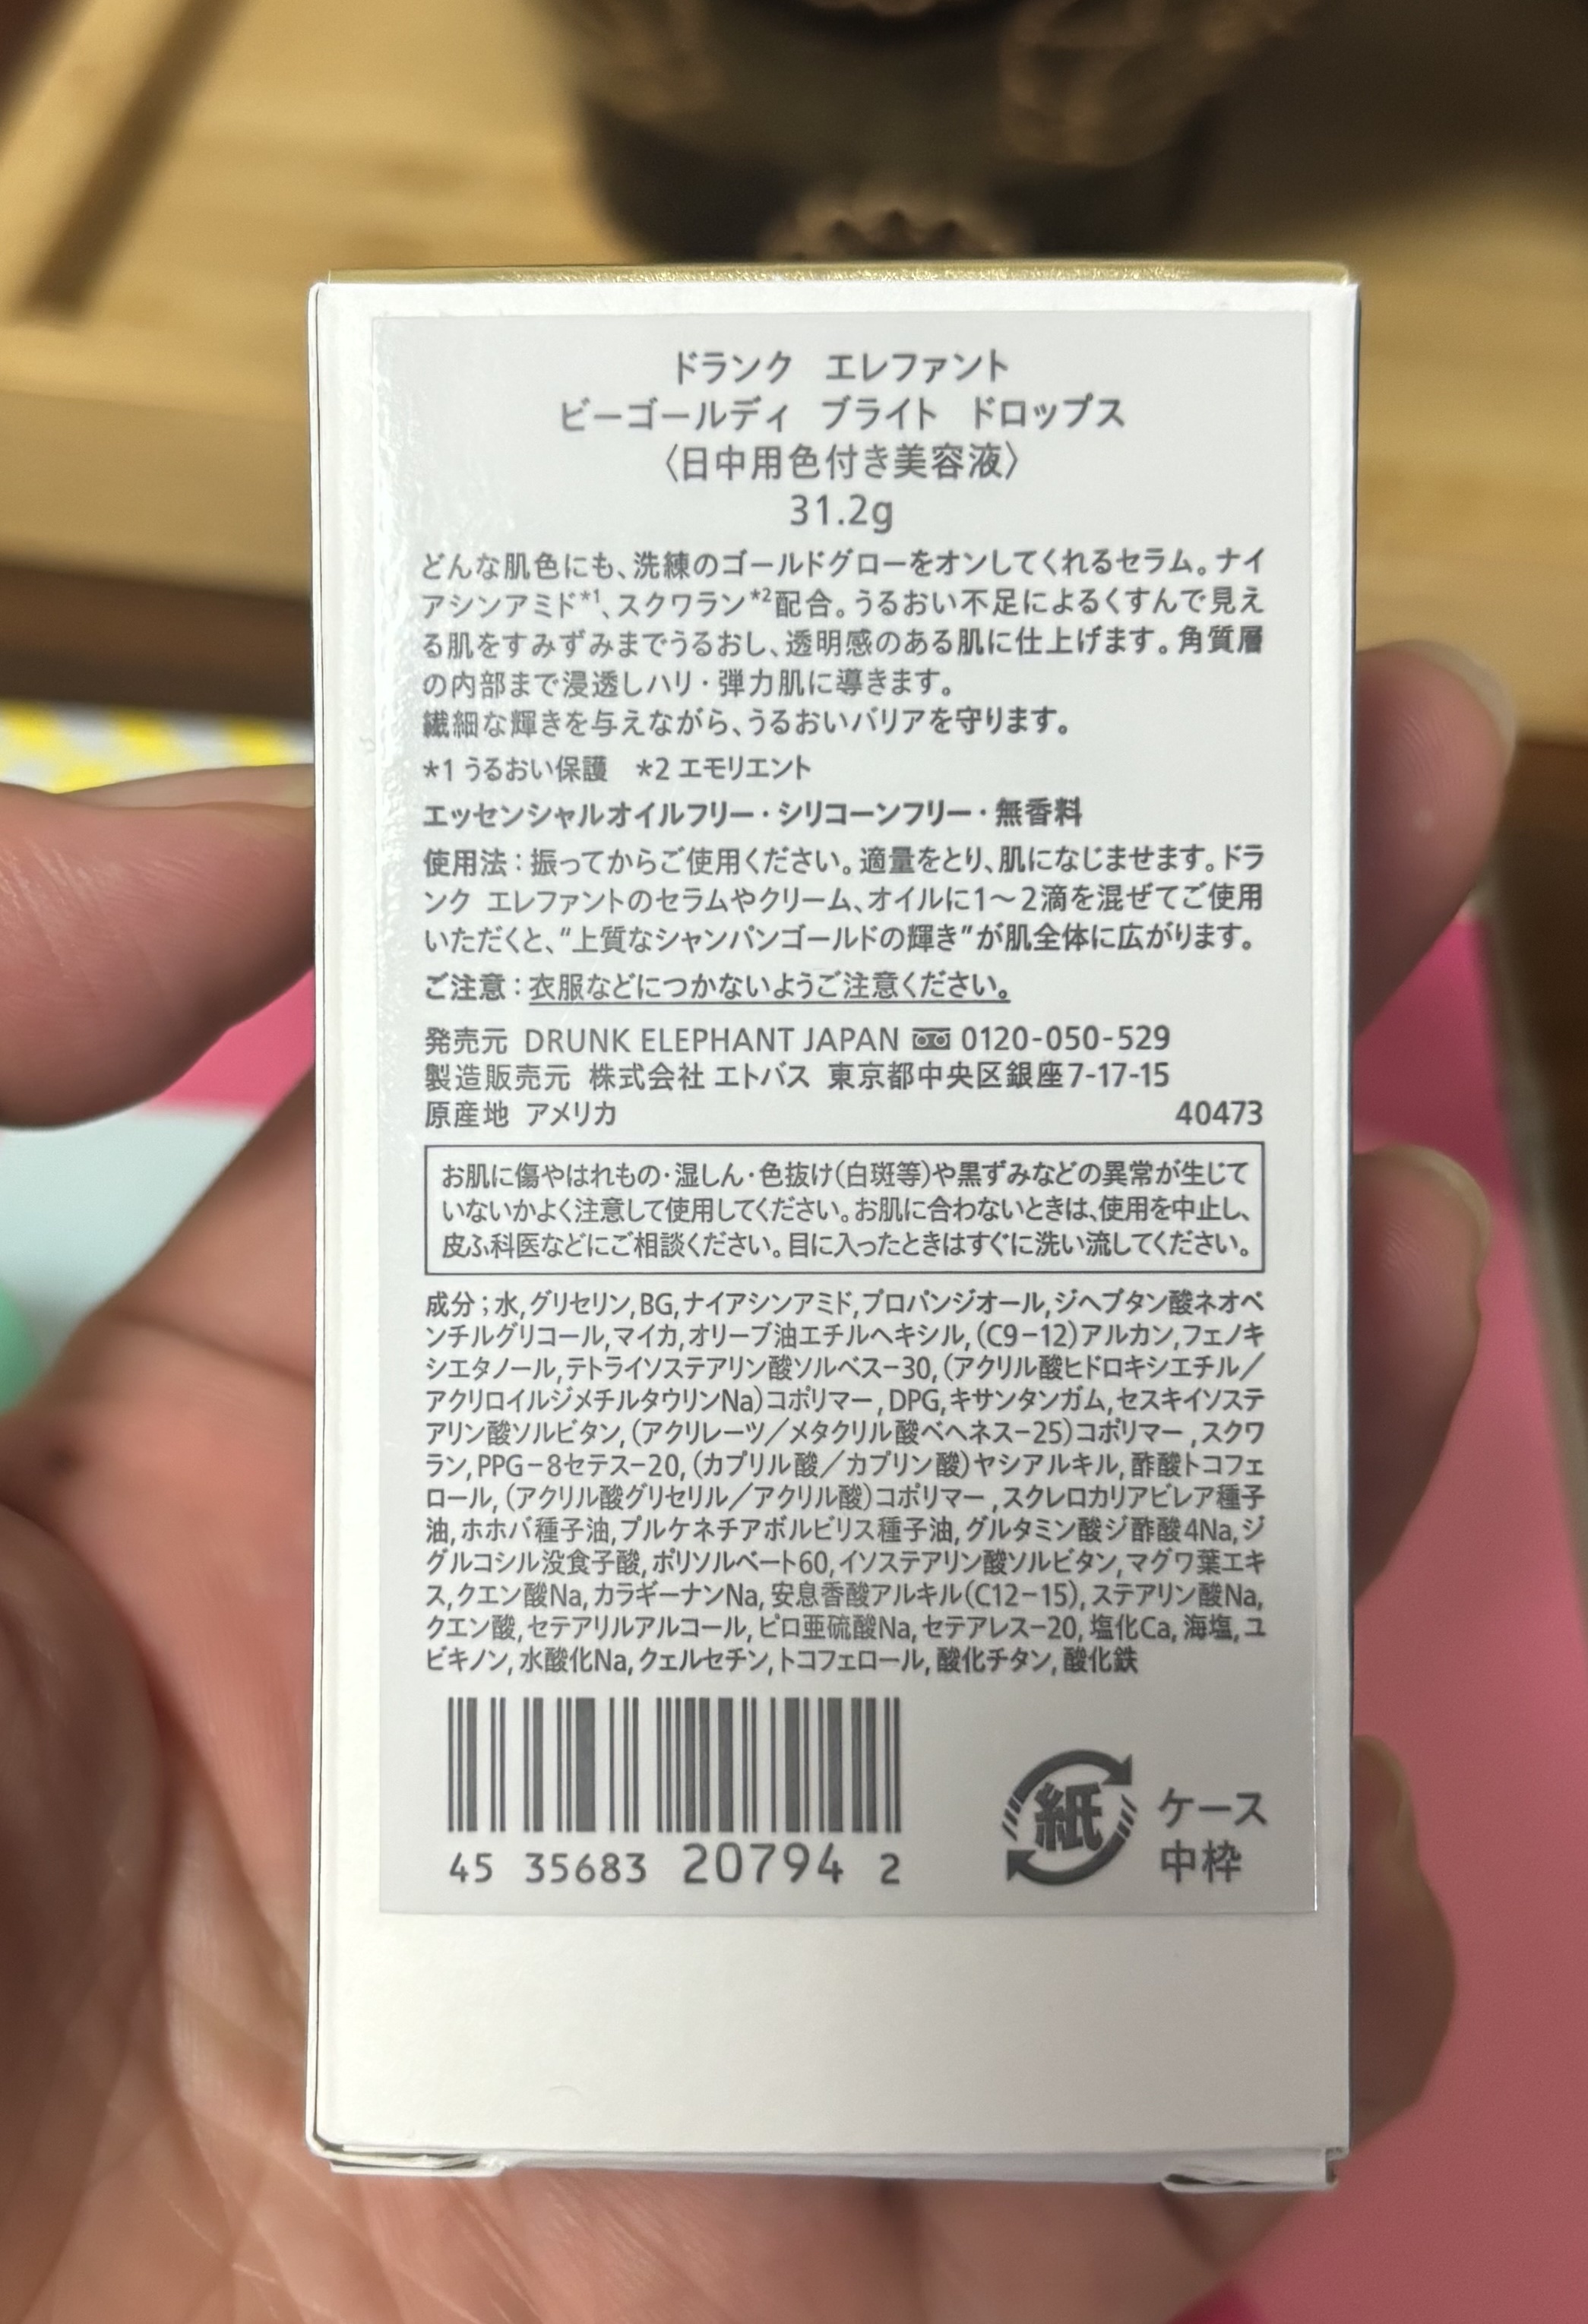 ドランク エレファント
ビーゴールディ ブライト ドロップス
〈日中用色付き美容液〉
31.2g
どんな肌色にも、洗練のゴールドグローをオンしてくれるセラム。ナイ
アシンアミド*1、スクワラン*2配合。うるおい不足によるくすんで見え
る肌をすみずみまでうるおし、透明感のある肌に仕上げます。角質層
の内部まで浸透しハリ・弾力肌に導きます。
繊細な輝きを与えながら、うるおいバリアを守ります。
*1 うるおい保護 *2 エモリエント
エッセンシャルオイルフリー・シリコーンフリー・無香料
使用法：振ってからご使用ください。適量をとり、肌になじませます。ドラ
ンク エレファントのセラムやクリーム、オイルに1～2滴を混ぜてご使用
いただくと、“上質なシャンパンゴールドの輝き”が肌全体に広がります。
ご注意：衣服などにつかないようご注意ください。
発売元 DRUNK ELEPHANT JAPAN 0120-050-529
製造販売元 株式会社 エトバス 東京都中央区銀座7-17-15
原産地 アメリカ 40473
お肌に傷やはれもの・湿しん・色抜け(白斑等)や黒ずみなどの異常が生じて
いないかよく注意して使用してください。お肌に合わないときは、使用を中止し、
皮ふ科医などにご相談ください。目に入ったときはすぐに洗い流してください。
成分；水,グリセリン,BG,ナイアシンアミド,プロパンジオール,ジヘプタン酸ネオペ
ンチルグリコール,マイカ,オリーブ油エチルヘキシル,(C9-12)アルカン,フェノキ
シエタノール,テトライソステアリン酸ソルベス-30,(アクリル酸ヒドロキシエチル／
アクリロイルジメチルタウリンNa)コポリマー,DPG,キサンタンガム,セスキイソステ
アリン酸ソルビタン,(アクリレーツ／メタクリル酸ベヘネス-25)コポリマー,スクワ
ラン,PPG-8セテス-20,(カプリル酸／カプリン酸)ヤシアルキル,酢酸トコフェ
ロール,(アクリル酸グリセリル／アクリル酸)コポリマー,スクレロカリアビレア種子
油,ホホバ種子油,プルケネチアボルビリス種子油,グルタミン酸ジ酢酸4Na,ジ
グルコシル没食子酸,ポリソルベート60,イソステアリン酸ソルビタン,マグワ葉エキ
ス,クエン酸Na,カラギーナンNa,安息香酸アルキル(C12-15),ステアリン酸Na,
クエン酸,セテアリルアルコール,ピロ亜硫酸Na,セテアレス-20,塩化Ca,海塩,ユ
ビキノン,水酸化Na,クェルセチン,トコフェロール,酸化チタン,酸化鉄
45 35683 20794 2
紙
ケース
中枠